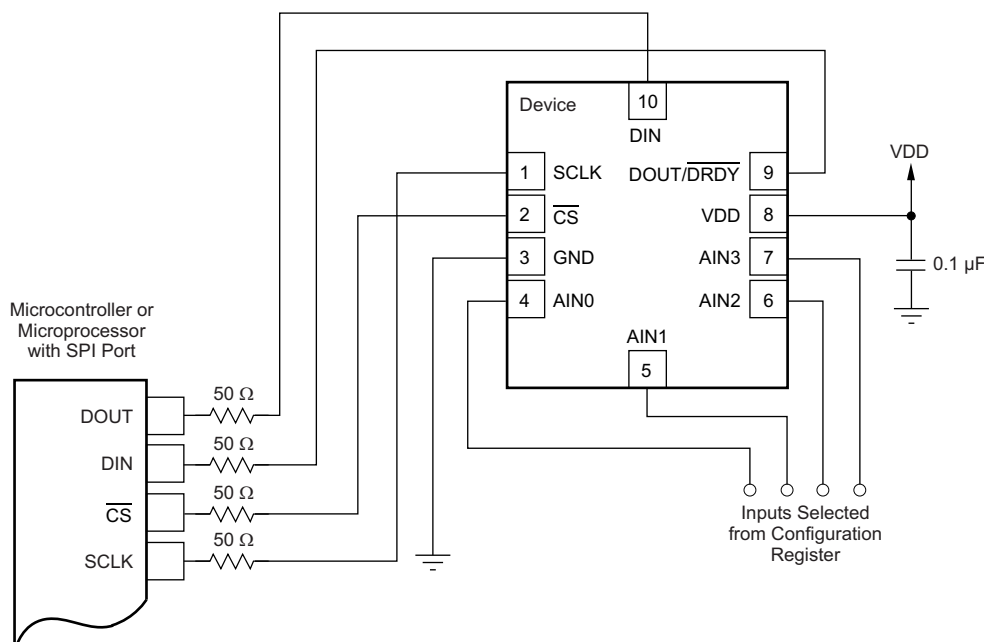 Device
10
DIN
1
SCLK
DOUT/DRDY
9
2
CS
VDD
8
3
GND
AIN3
7
4
AIN0
AIN2
6
AIN1
5
VDD
0.1 µF
Microcontroller or
Microprocessor
with SPI Port
DOUT
50 Ω
DIN
50 Ω
CS
50 Ω
SCLK
50 Ω
Inputs Selected
from Configuration
Register